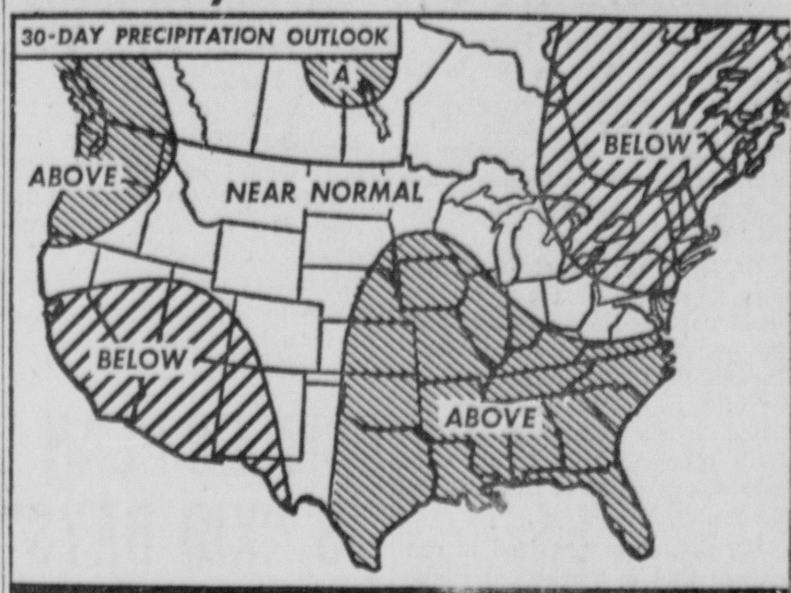 30-DAY PRECIPITATION OUTLOOK
A
BELOW
ABOVE
NEAR NORMAL
BELOW
ABOVE